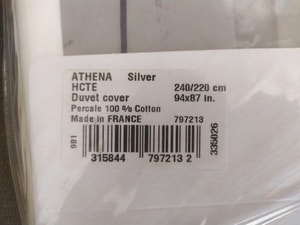 ATHENA Silver
HCTE 240/220 cm
Duvet cover 94x87 in.
Percale 100 % Cotton
Made in FRANCE 797213
981
315844 797213 2
335026